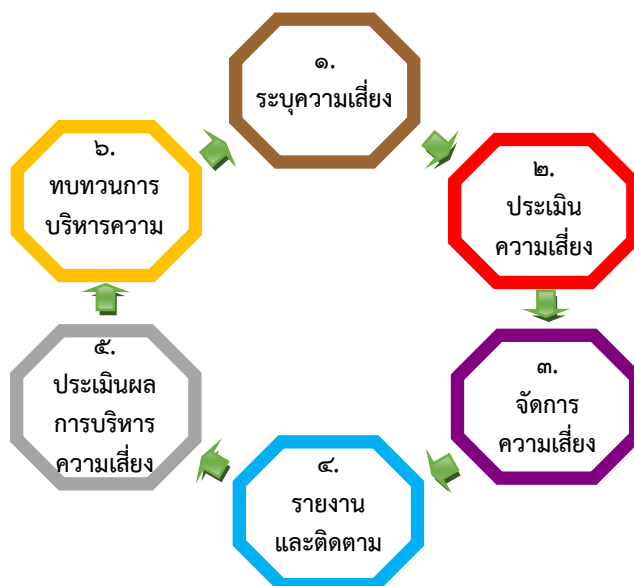 ๑.
ระบุความเสี่ยง
๒.
ประเมิน
ความเสี่ยง
๓.
จัดการ
ความเสี่ยง
๔.
รายงาน
และติดตาม
๕.
ประเมินผล
การบริหาร
ความเสี่ยง
๖.
ทบทวนการ
บริหารความ